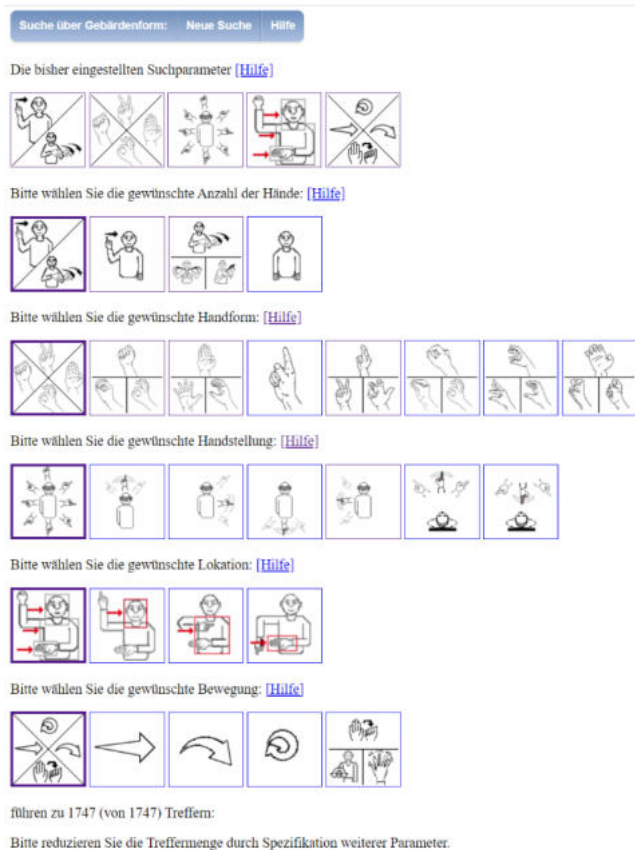 Suche über Gebärdenform: Neue Suche Hilfe
Die bisher eingestellten Suchparameter [Hilfe]
Bitte wählen Sie die gewünschte Anzahl der Hände: [Hilfe]
Bitte wählen Sie die gewünschte Handform: [Hilfe]
Bitte wählen Sie die gewünschte Handstellung: [Hilfe]
Bitte wählen Sie die gewünschte Lokation: [Hilfe]
Bitte wählen Sie die gewünschte Bewegung: [Hilfe]
führen zu 1747 (von 1747) Treffern:
Bitte reduzieren Sie die Treffermenge durch Spezifikation weiterer Parameter.